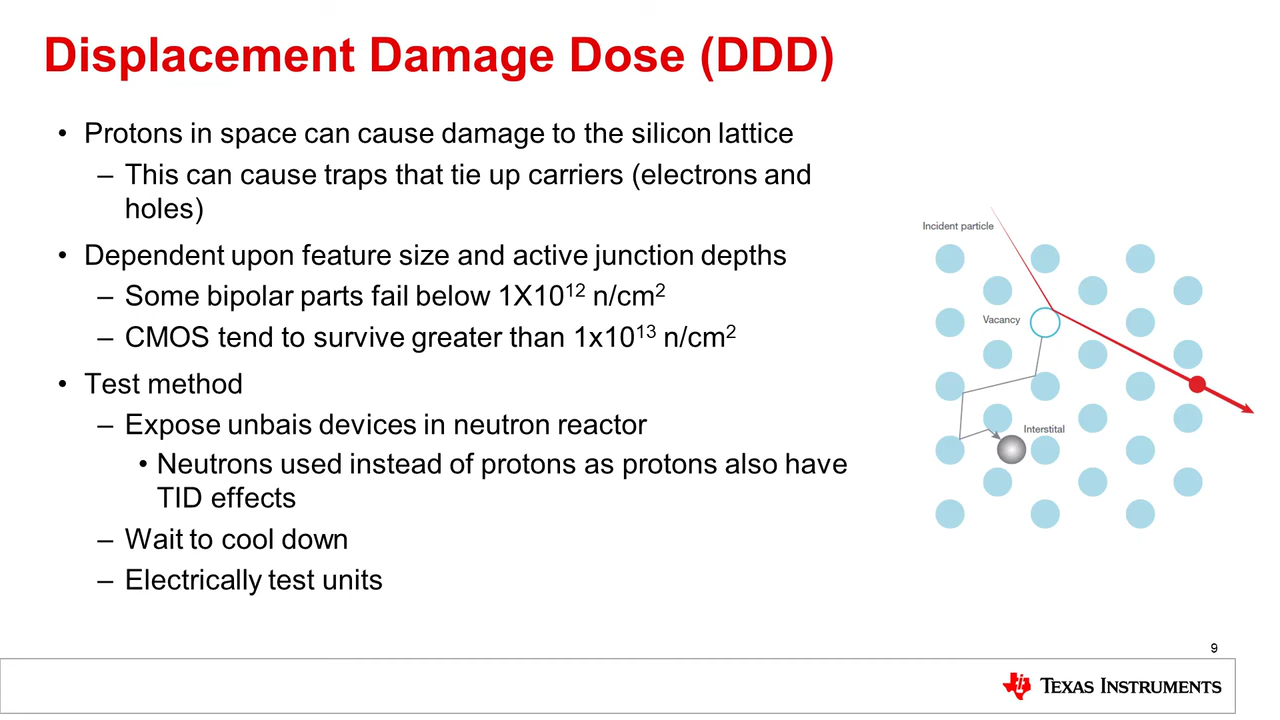 Displacement Damage Dose (DDD)
• Protons in space can cause damage to the silicon lattice
– This can cause traps that tie up carriers (electrons and
holes)
• Dependent upon feature size and active junction depths
– Some bipolar parts fail below 1X10¹² n/cm²
– CMOS tend to survive greater than 1x10¹³ n/cm²
• Test method
– Expose unbais devices in neutron reactor
• Neutrons used instead of protons as protons also have
TID effects
– Wait to cool down
– Electrically test units
Incident particle
Vacancy
Interstital
9
TEXAS INSTRUMENTS